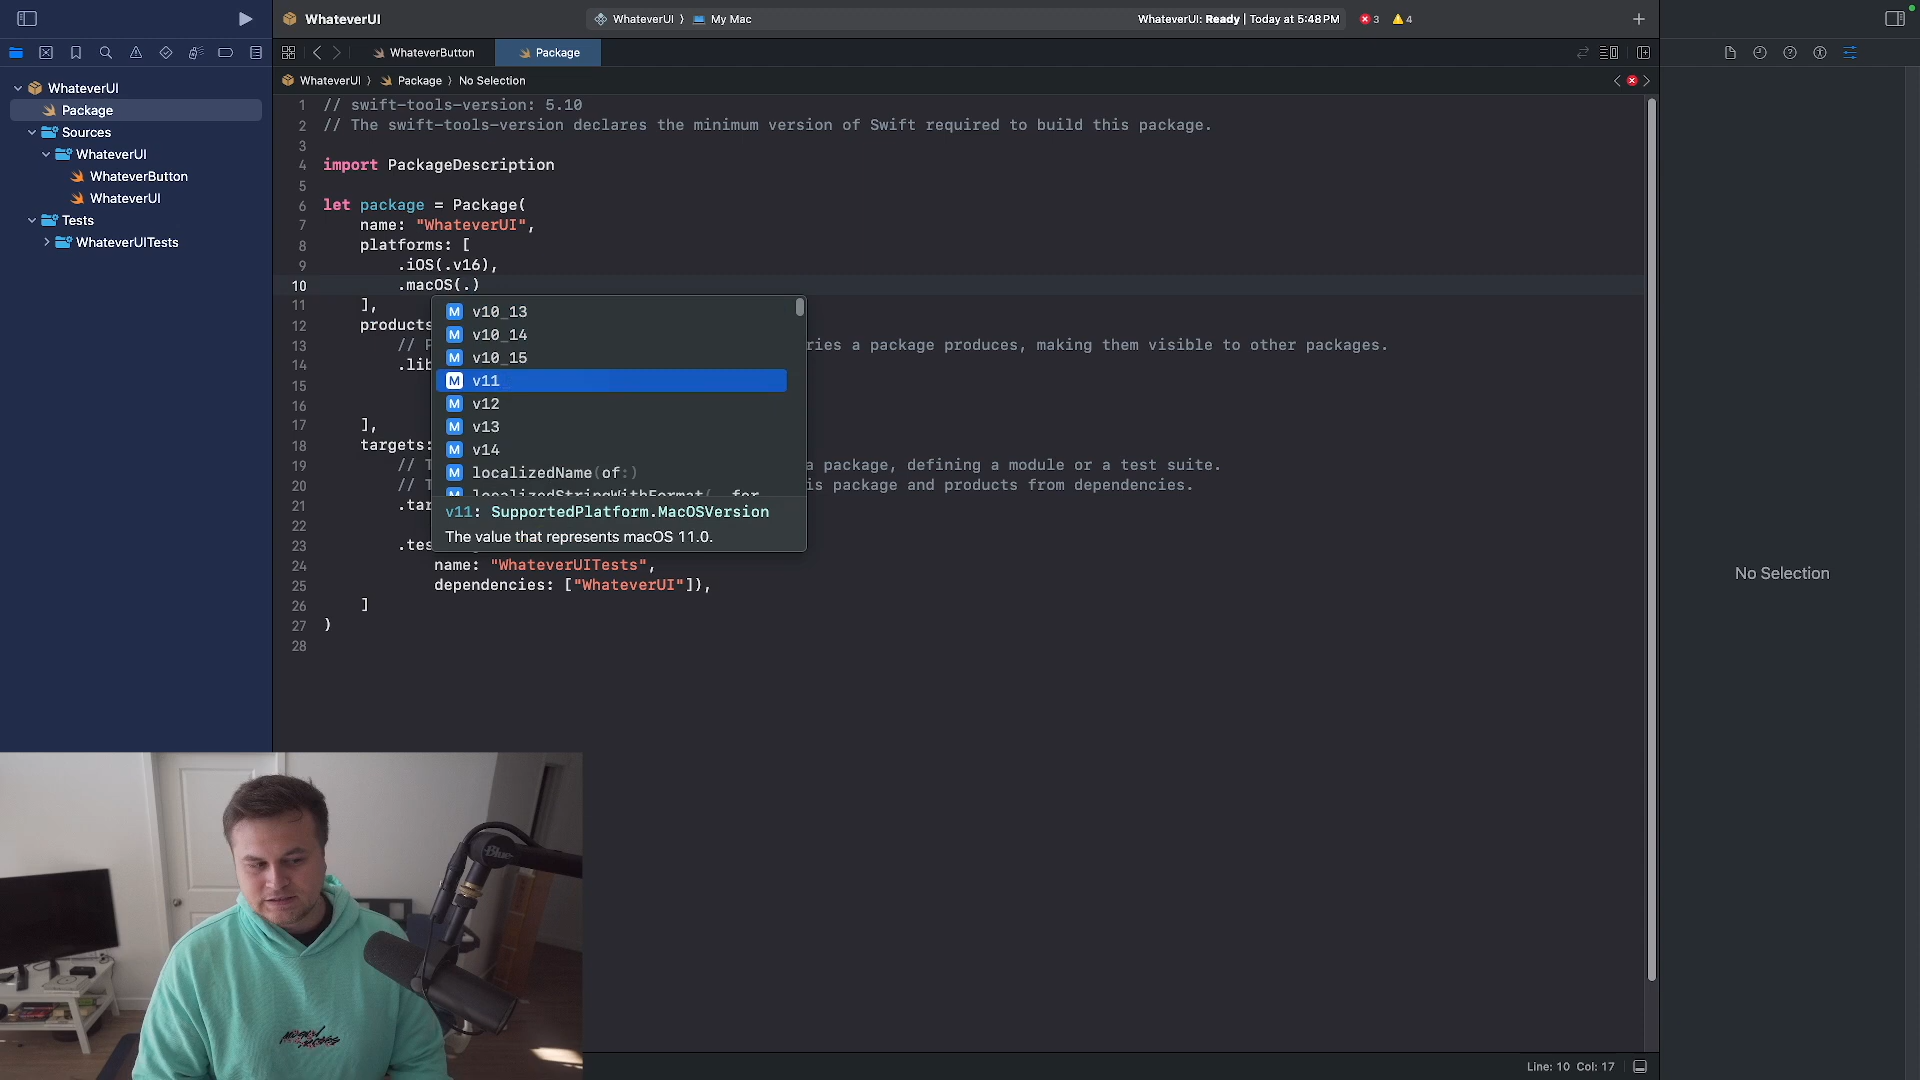 WhateverUI
WhateverUI 〉 My Mac
WhateverUI: Ready | Today at 5:48 PM
3
4
WhateverButton
Package
WhateverUI 〉 Package 〉 No Selection
WhateverUI
Package
Sources
WhateverUI
WhateverButton
WhateverUI
Tests
WhateverUITests
1 // swift-tools-version: 5.10
2 // The swift-tools-version declares the minimum version of Swift required to build this package.
3
4 import PackageDescription
5
6 let package = Package(
7 name: "WhateverUI",
8 platforms: [
9 .iOS(.v16),
10 .macOS(.)
11 ],
12 products
13 // P ries a package produces, making them visible to other packages.
14 .lib
15
16
17 ],
18 targets:
19 // T a package, defining a module or a test suite.
20 // T is package and products from dependencies.
21 .tar
22
23 .tes
24 name: "WhateverUITests",
25 dependencies: ["WhateverUI"]),
26 ]
27 )
28
M v10_13
M v10_14
M v10_15
M v11
M v12
M v13
M v14
M localizedName(of:)
M localizedStringWithFormat(_ for
v11: SupportedPlatform.MacOSVersion
The value that represents macOS 11.0.
No Selection
Blue
Line: 10 Col: 17